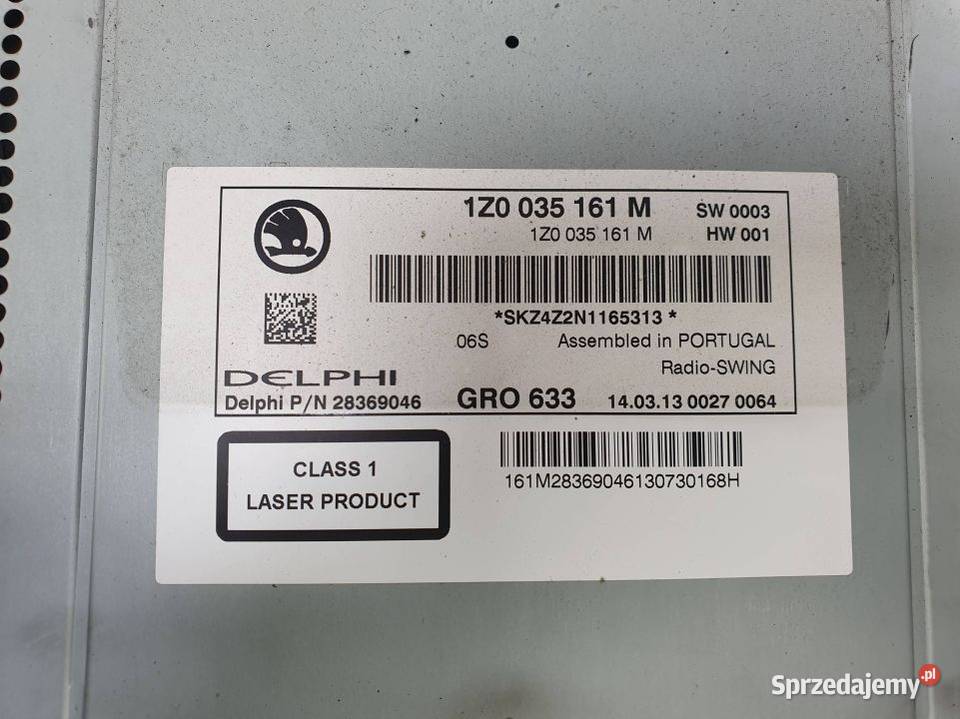 1Z0 035 161 M SW 0003
1Z0 035 161 M HW 001
*SKZ4Z2N1165313 *
06S Assembled in PORTUGAL
Radio-SWING
DELPHI
Delphi P/N 28369046 GRO 633 14.03.13 0027 0064
CLASS 1
LASER PRODUCT
161M28369046130730168H
Sprzedajemy.pl